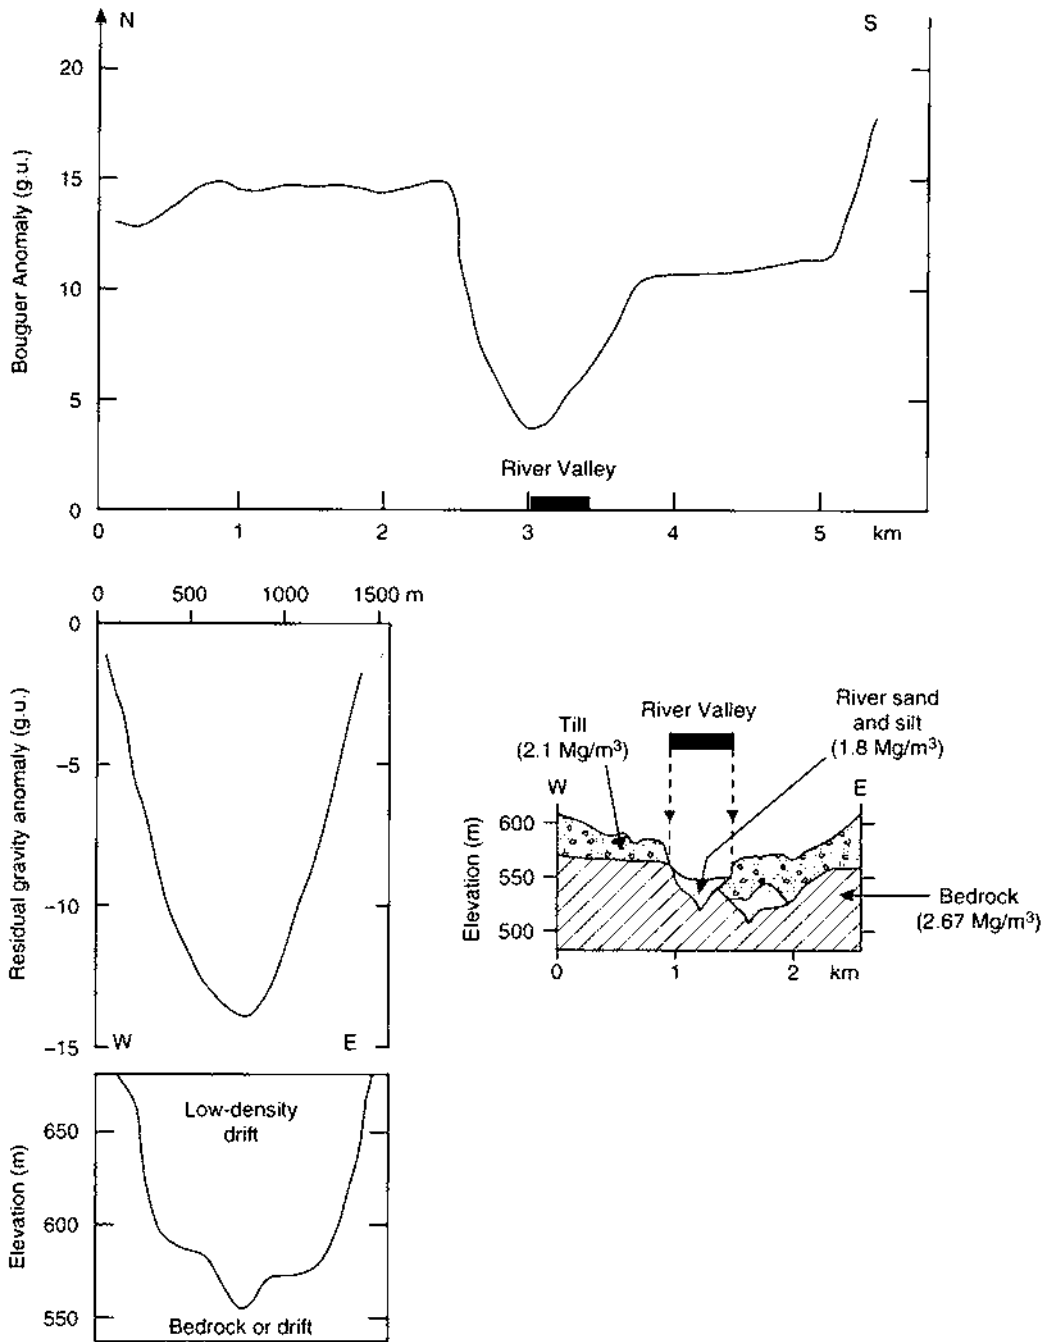 N
S
20
15
10
5
0
Bouguer Anomaly (g.u.)
River Valley
0
1
2
3
4
5
km
0
500
1000
1500 m
0
−5
−10
−15
Residual gravity anomaly (g.u.)
W
E
River sand
and silt
(1.8 Mg/m³)
River Valley
Till
(2.1 Mg/m³)
W
E
600
550
500
Elevation (m)
Bedrock
(2.67 Mg/m³)
0
1
2
km
Low-density
drift
650
600
550
Elevation (m)
Bedrock or drift